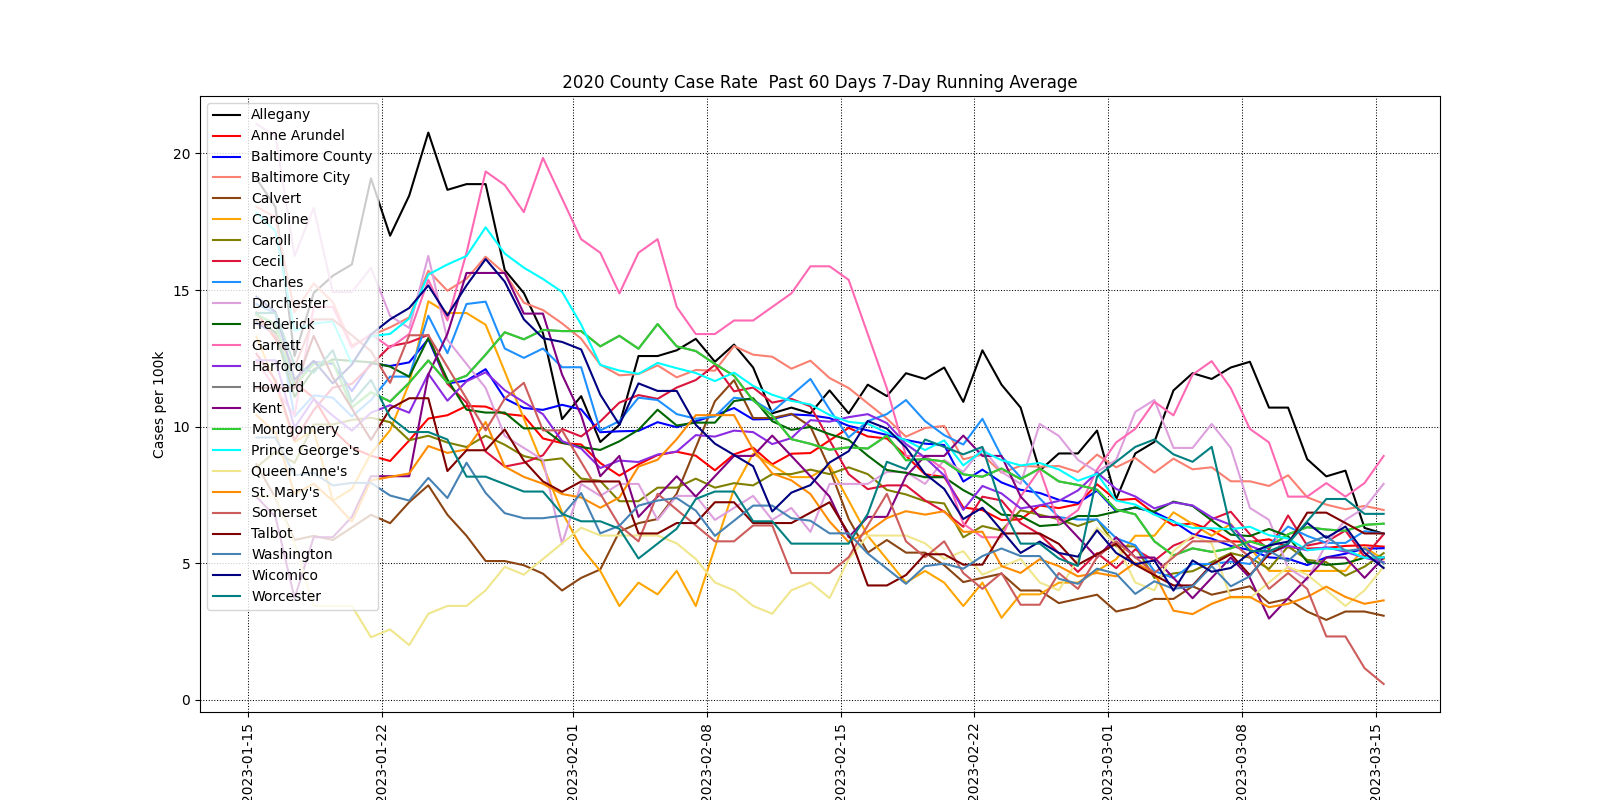 2020 County Case Rate  Past 60 Days 7-Day Running Average
Cases per 100k
20
15
10
5
0
Allegany
Anne Arundel
Baltimore County
Baltimore City
Calvert
Caroline
Caroll
Cecil
Charles
Dorchester
Frederick
Garrett
Harford
Howard
Kent
Montgomery
Prince George's
Queen Anne's
St. Mary's
Somerset
Talbot
Washington
Wicomico
Worcester
2023-01-15
2023-01-22
2023-02-01
2023-02-08
2023-02-15
2023-02-22
2023-03-01
2023-03-08
2023-03-15